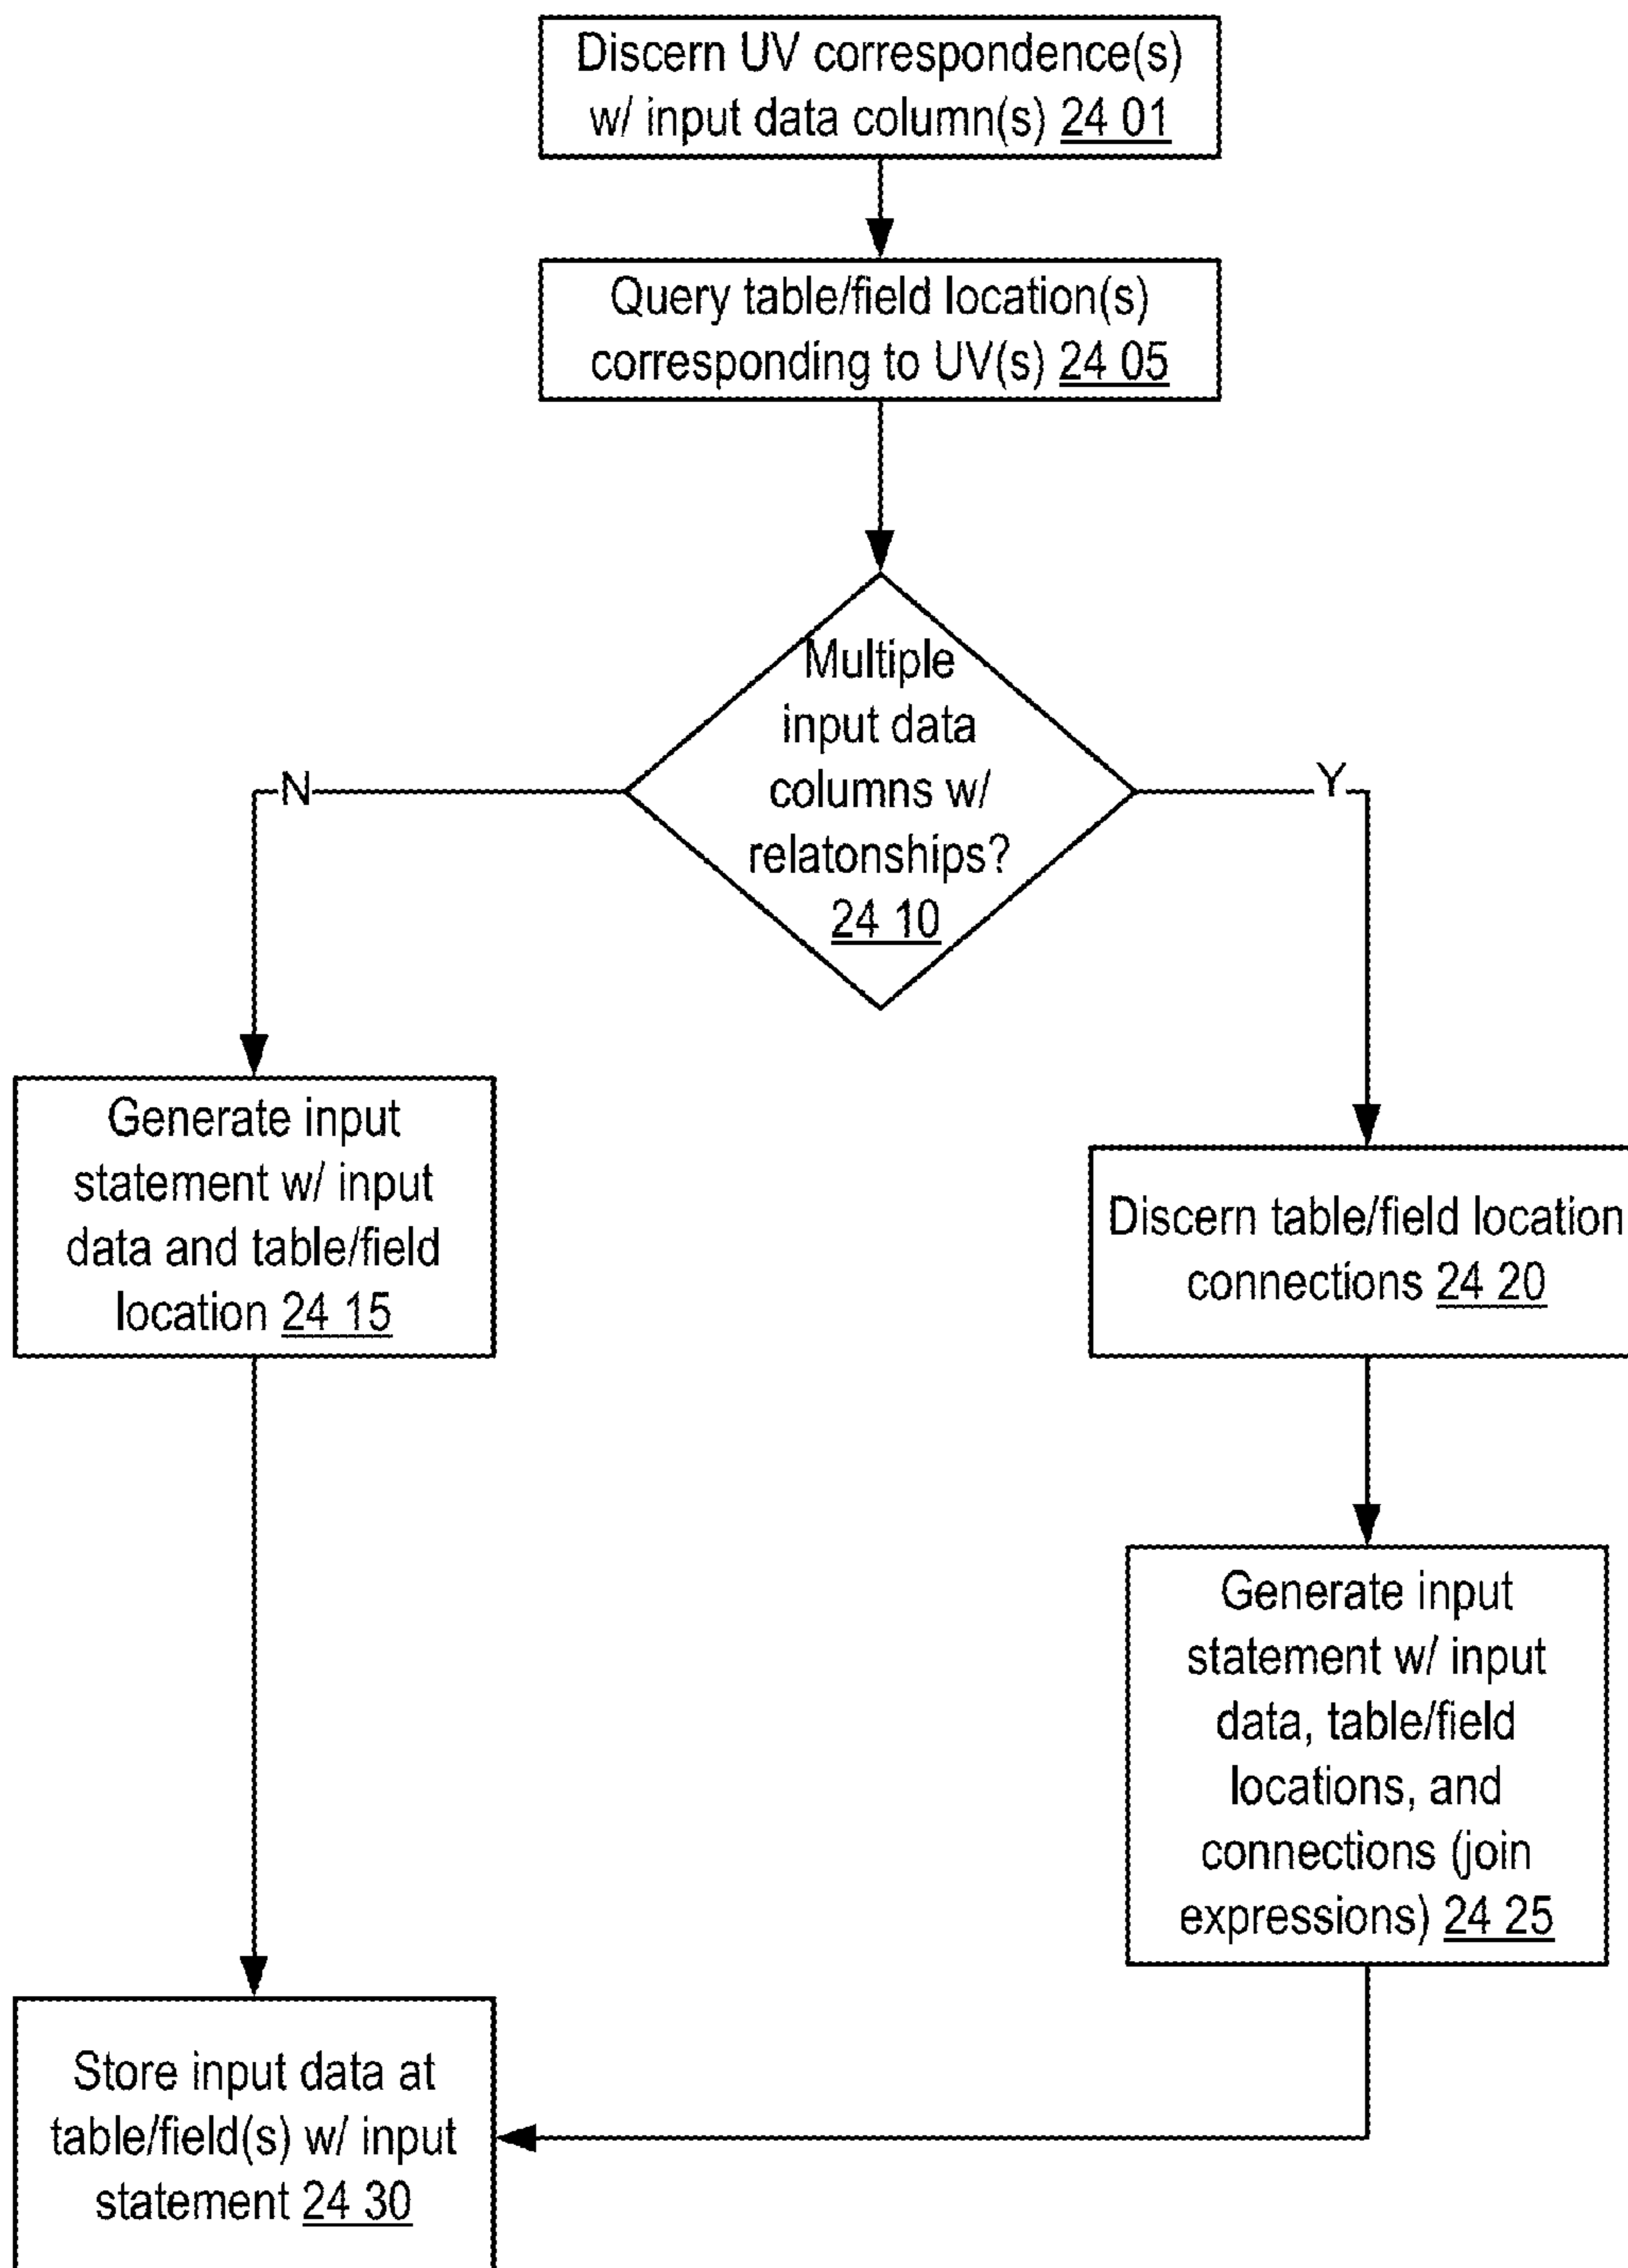 Discern UV correspondence(s)
w/ input data column(s) 24 01
Query table/field location(s)
corresponding to UV(s) 24 05
Multiple
input data
columns w/
relatonships?
24 10
N
Y
Generate input
statement w/ input
data and table/field
location 24 15
Discern table/field location
connections 24 20
Generate input
statement w/ input
data, table/field
locations, and
connections (join
expressions) 24 25
Store input data at
table/field(s) w/ input
statement 24 30